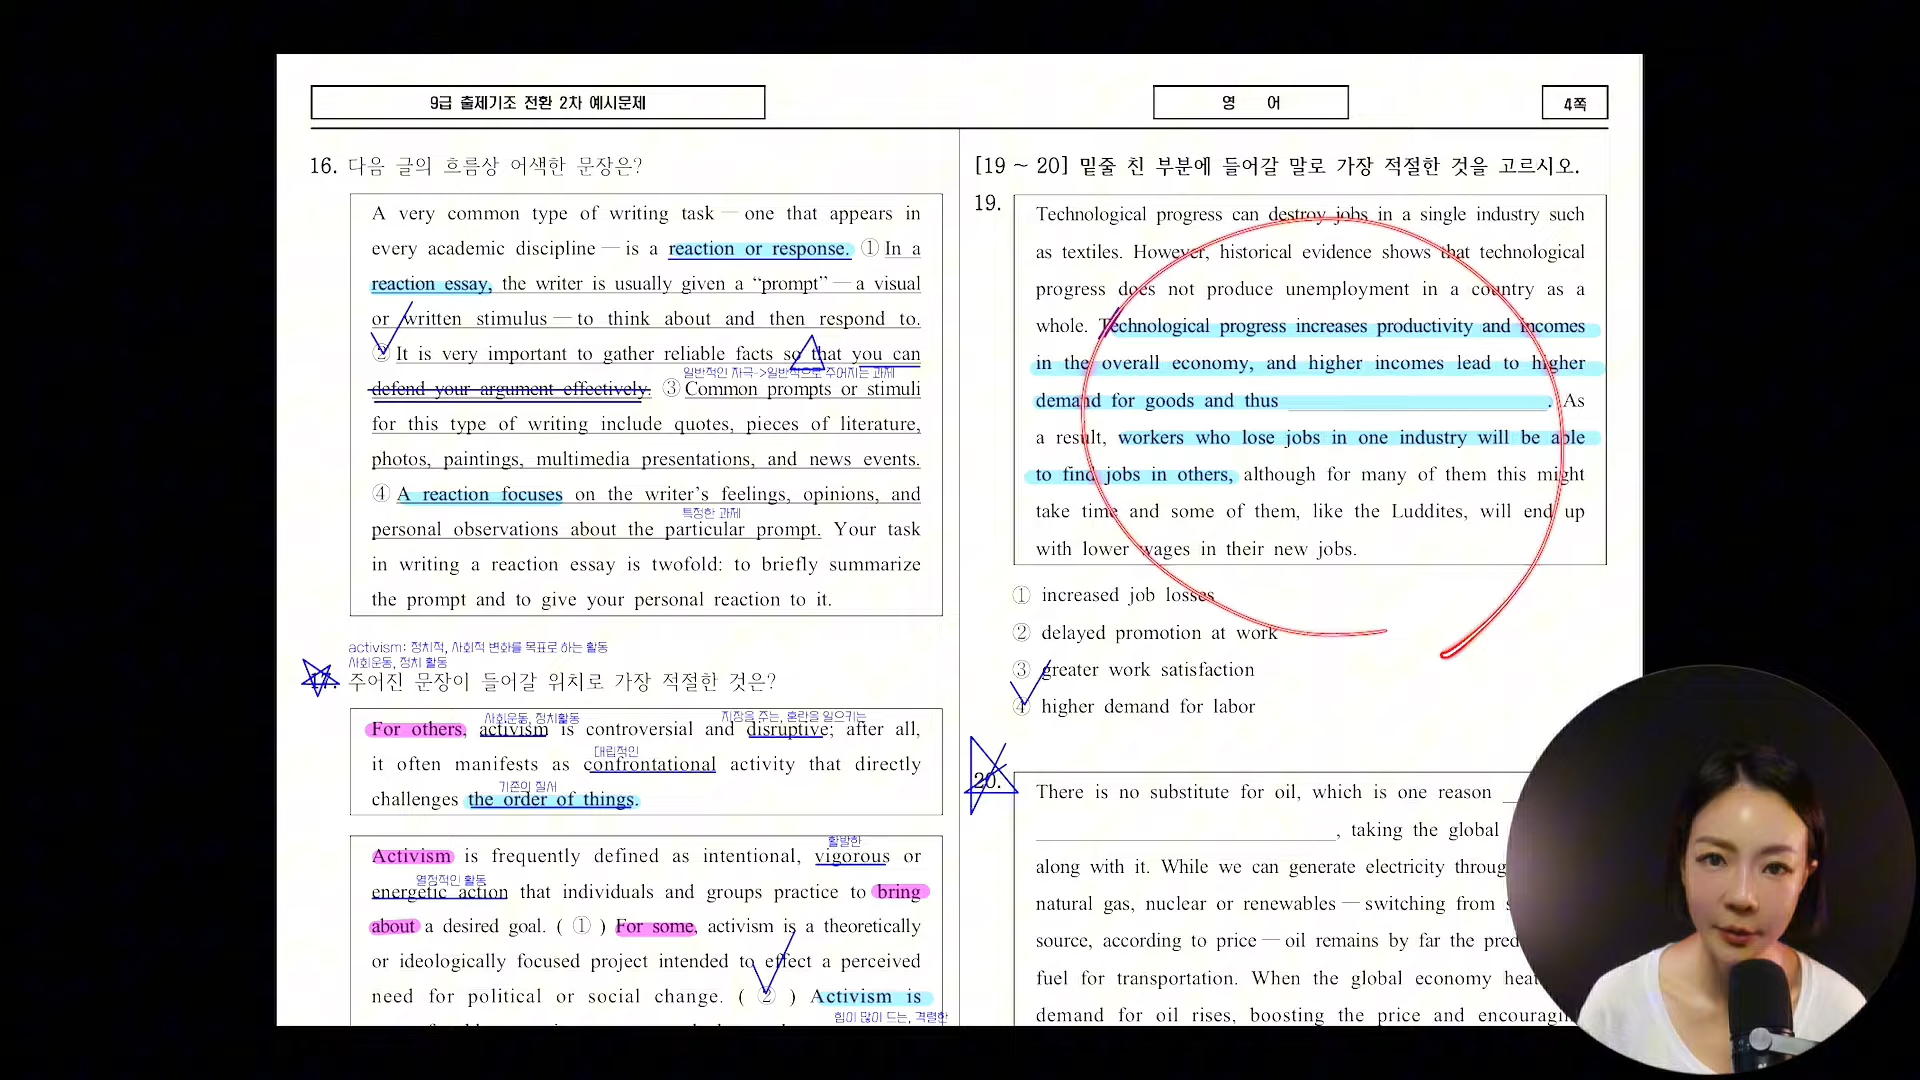 9급 출제기조 전환 2차 예시문제
영 어
4쪽
16. 다음 글의 흐름상 어색한 문장은?
A very common type of writing task — one that appears in
every academic discipline — is a reaction or response. ① In a
reaction essay, the writer is usually given a “prompt” — a visual
or written stimulus — to think about and then respond to.
② It is very important to gather reliable facts so that you can
일반적인 자극->일반적으로 주어지는 과제
defend your argument effectively. ③ Common prompts or stimuli
for this type of writing include quotes, pieces of literature,
photos, paintings, multimedia presentations, and news events.
④ A reaction focuses on the writer’s feelings, opinions, and
특정한 과제
personal observations about the particular prompt. Your task
in writing a reaction essay is twofold: to briefly summarize
the prompt and to give your personal reaction to it.
activism: 정치적, 사회적 변화를 목표로 하는 활동
사회운동, 정치 활동
17. 주어진 문장이 들어갈 위치로 가장 적절한 것은?
사회운동, 정치활동 지장을 주는, 혼란을 일으키는
For others, activism is controversial and disruptive; after all,
대립적인
it often manifests as confrontational activity that directly
기존의 질서
challenges the order of things.
활발한
Activism is frequently defined as intentional, vigorous or
열정적인 활동
energetic action that individuals and groups practice to bring
about a desired goal. ( ① ) For some, activism is a theoretically
or ideologically focused project intended to effect a perceived
need for political or social change. ( ② ) Activism is
힘이 많이 드는, 격렬한
[19 ~ 20] 밑줄 친 부분에 들어갈 말로 가장 적절한 것을 고르시오.
19.
Technological progress can destroy jobs in a single industry such
as textiles. However, historical evidence shows that technological
progress does not produce unemployment in a country as a
whole. Technological progress increases productivity and incomes
in the overall economy, and higher incomes lead to higher
demand for goods and thus ____________________. As
a result, workers who lose jobs in one industry will be able
to find jobs in others, although for many of them this might
take time and some of them, like the Luddites, will end up
with lower wages in their new jobs.
① increased job losses
② delayed promotion at work
③ greater work satisfaction
④ higher demand for labor
20.
There is no substitute for oil, which is one reason __
____________________, taking the global
along with it. While we can generate electricity throug
natural gas, nuclear or renewables — switching from s
source, according to price — oil remains by far the pred
fuel for transportation. When the global economy hea
demand for oil rises, boosting the price and encouragin